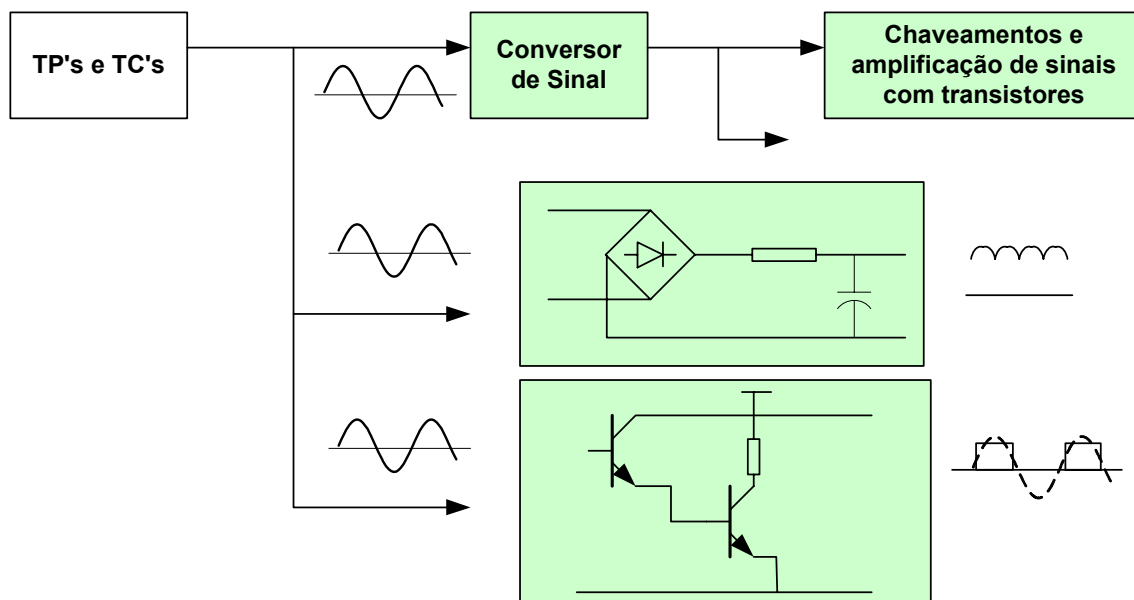 TP's e TC's
Conversor
de Sinal
Chaveamentos e
amplificação de sinais
com transistores